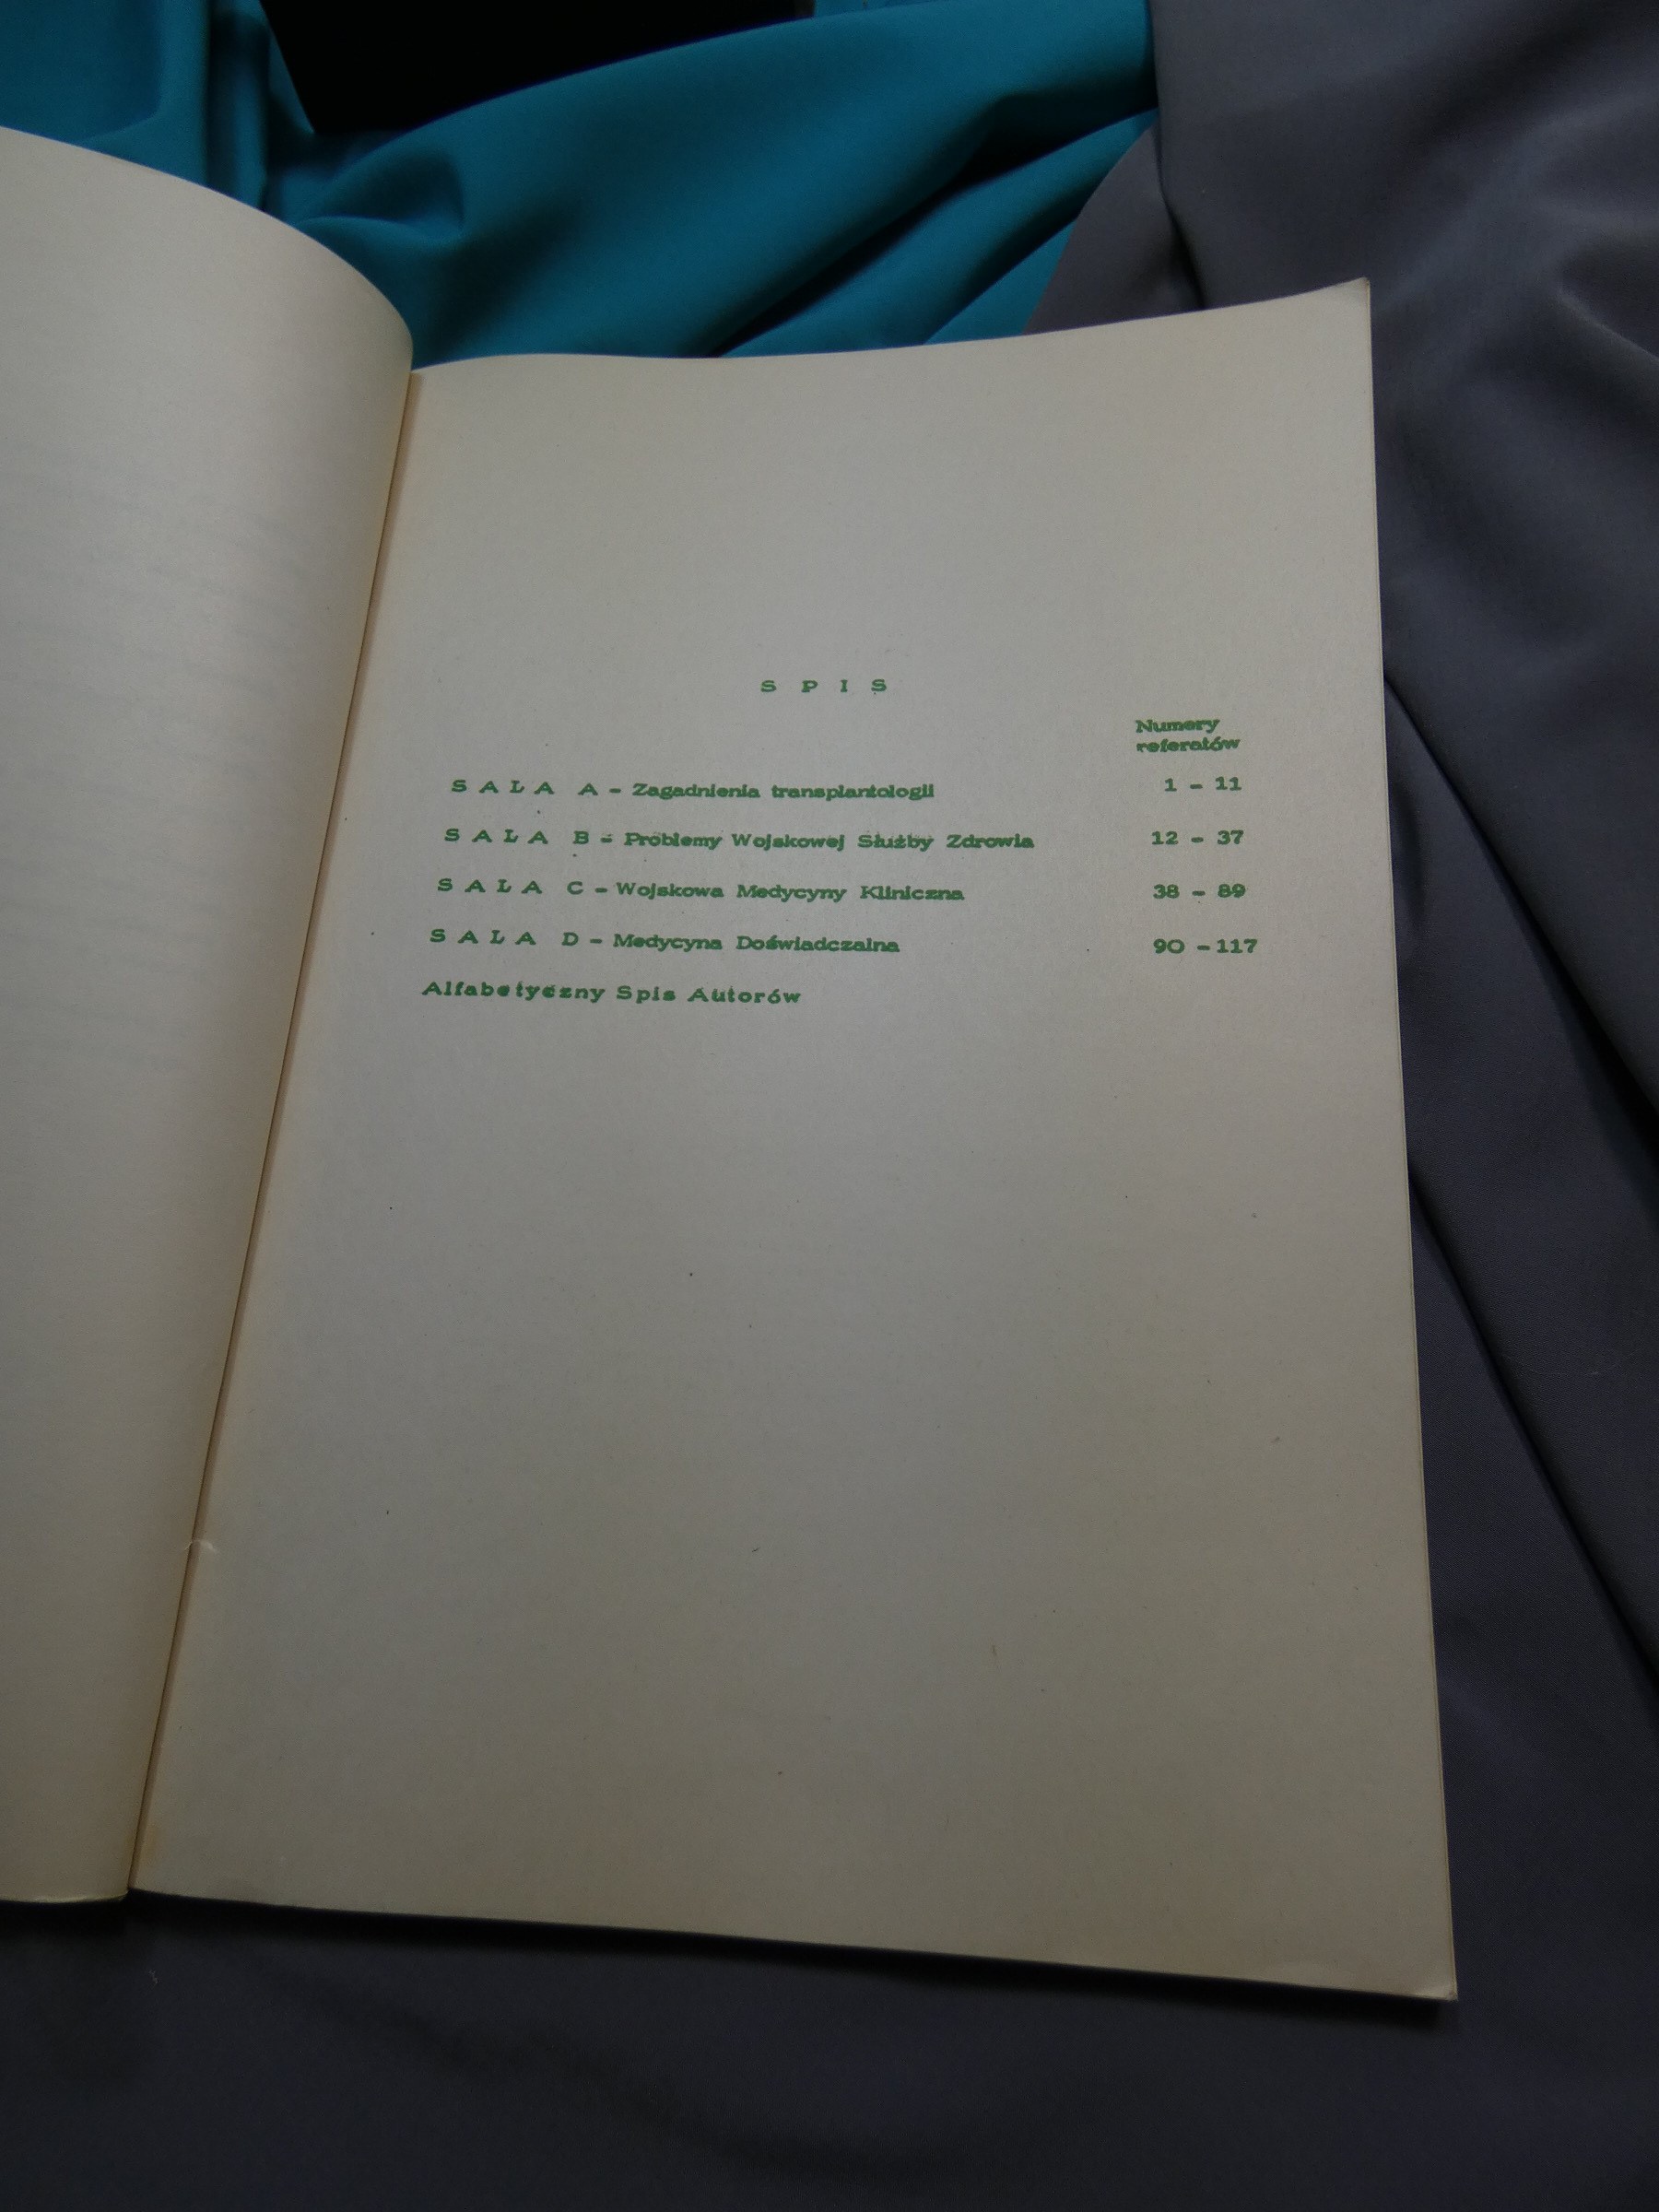 S P I S
Numery
referatów
S A Ł A A - Zagadnienia transplantologii 1 - 11
S A Ł A B - Problemy Wojskowej Służby Zdrowia 12 - 37
S A Ł A C - Wojskowa Medycyny Kliniczna 38 - 89
S A Ł A D - Medycyna Doświadczalna 90 - 117
Alfabetyczny Spis Autorów